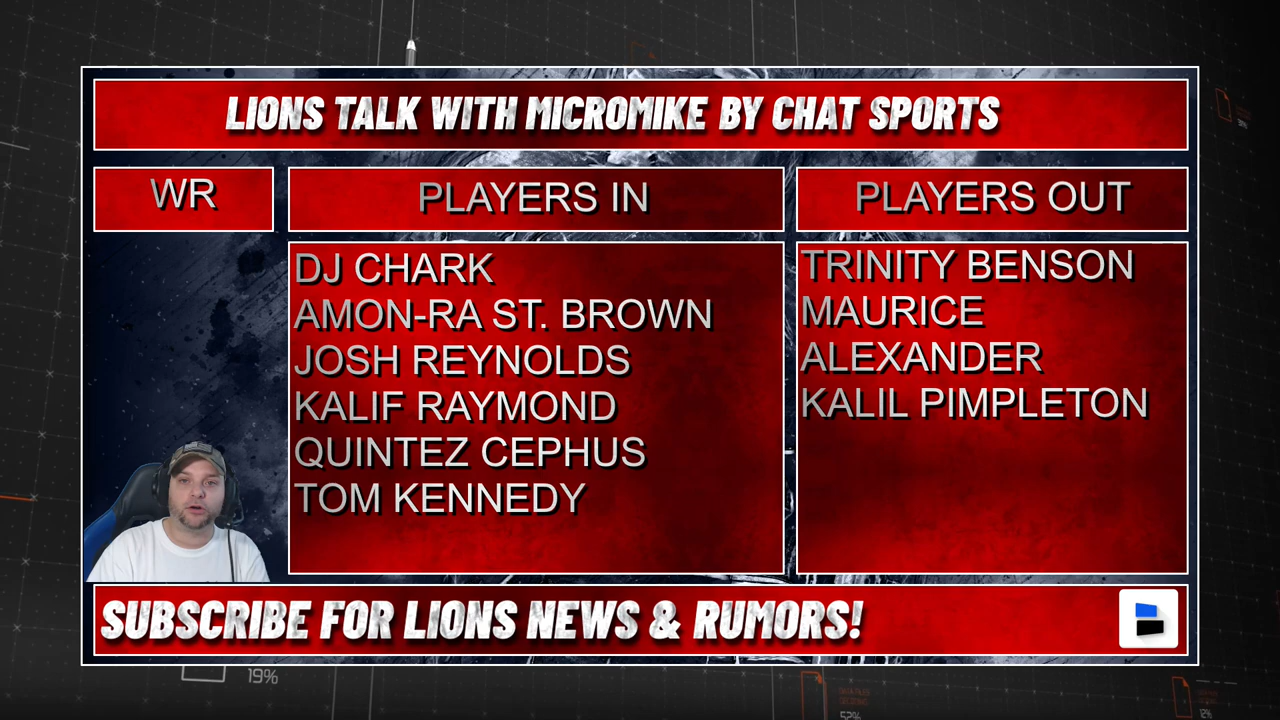 LIONS TALK WITH MICROMIKE BY CHAT SPORTS
WR
PLAYERS IN
PLAYERS OUT
DJ CHARK
AMON-RA ST. BROWN
JOSH REYNOLDS
KALIF RAYMOND
QUINTEZ CEPHUS
TOM KENNEDY
TRINITY BENSON
MAURICE
ALEXANDER
KALIL PIMPLETON
SUBSCRIBE FOR LIONS NEWS & RUMORS!
19%
52%